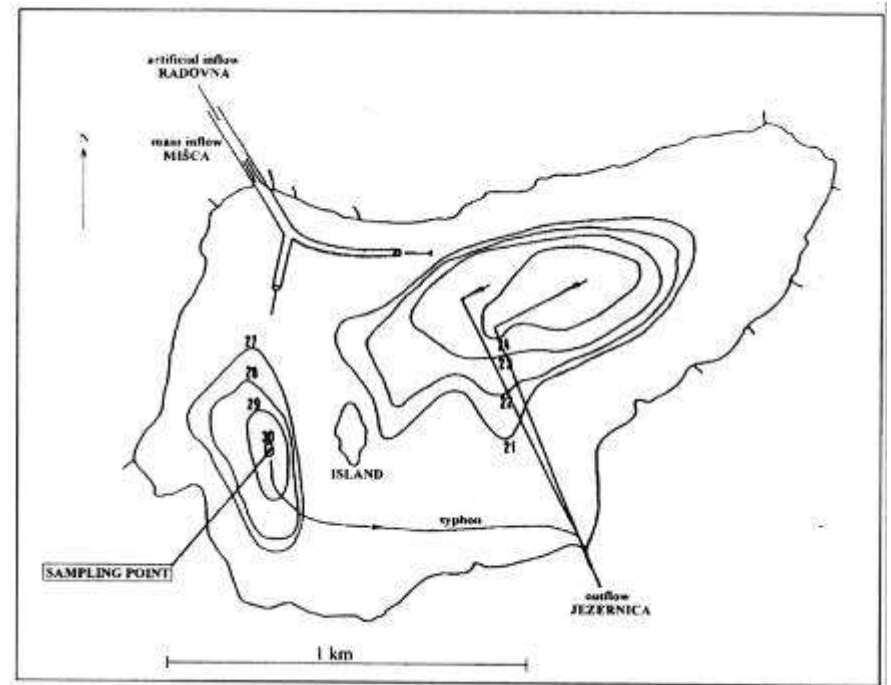 artificial inflow
RADOVNA
mass inflow
MIŠCA
N
27
28
29
30
24
23
22
21
ISLAND
syphon
SAMPLING POINT
outflow
JEZERNICA
1 km